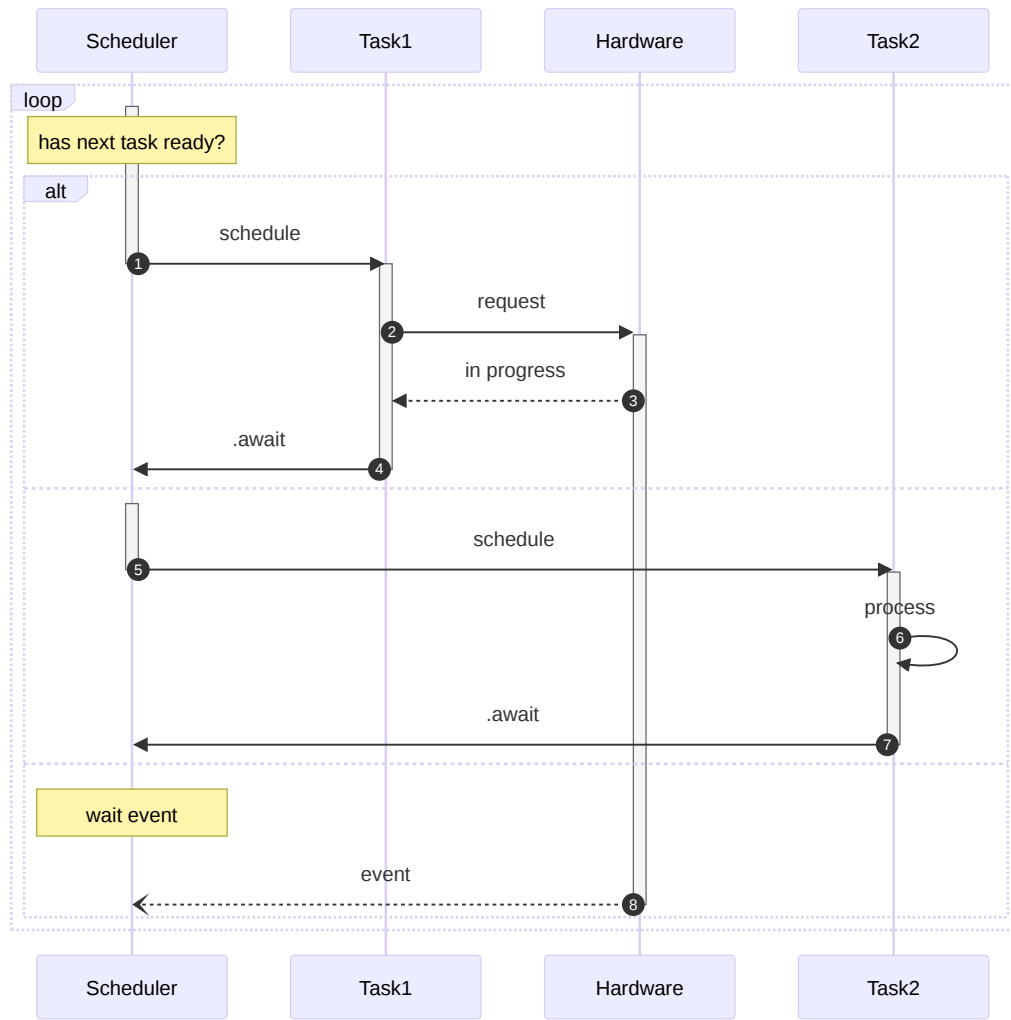 Scheduler
Task1
Hardware
Task2
loop
has next task ready?
alt
schedule
1
request
2
in progress
3
.await
4
schedule
5
process
6
.await
7
wait event
event
8
Scheduler
Task1
Hardware
Task2